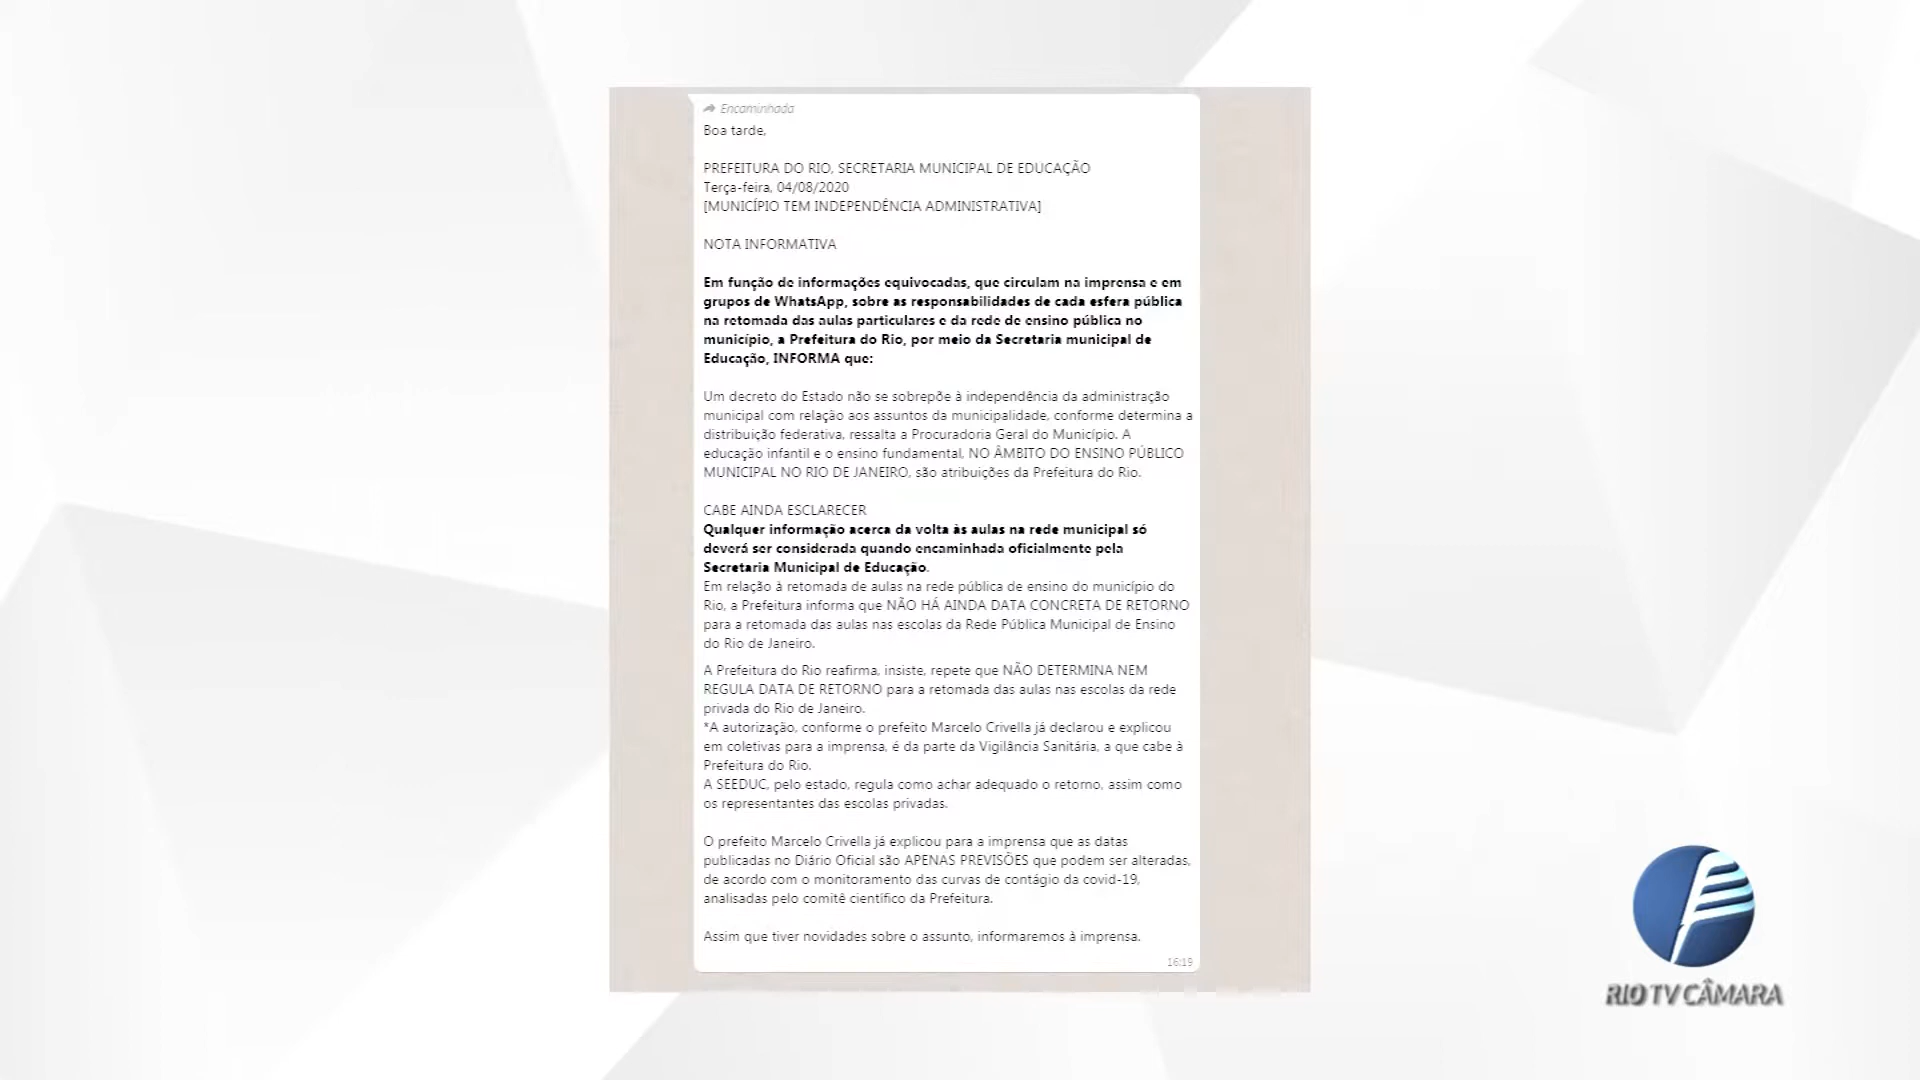 Encaminhada
Boa tarde,
PREFEITURA DO RIO, SECRETARIA MUNICIPAL DE EDUCAÇÃO
Terça-feira, 04/08/2020
[MUNICÍPIO TEM INDEPENDÊNCIA ADMINISTRATIVA]
NOTA INFORMATIVA
Em função de informações equivocadas, que circulam na imprensa e em
grupos de WhatsApp, sobre as responsabilidades de cada esfera pública
na retomada das aulas particulares e da rede de ensino pública no
município, a Prefeitura do Rio, por meio da Secretaria municipal de
Educação, INFORMA que:
Um decreto do Estado não se sobrepõe à independência da administração
municipal com relação aos assuntos da municipalidade, conforme determina a
distribuição federativa, ressalta a Procuradoria Geral do Município. A
educação infantil e o ensino fundamental, NO ÂMBITO DO ENSINO PÚBLICO
MUNICIPAL NO RIO DE JANEIRO, são atribuições da Prefeitura do Rio.
CABE AINDA ESCLARECER
Qualquer informação acerca da volta às aulas na rede municipal só
deverá ser considerada quando encaminhada oficialmente pela
Secretaria Municipal de Educação.
Em relação à retomada de aulas na rede pública de ensino do município do
Rio, a Prefeitura informa que NÃO HÁ AINDA DATA CONCRETA DE RETORNO
para a retomada das aulas nas escolas da Rede Pública Municipal de Ensino
do Rio de Janeiro.
A Prefeitura do Rio reafirma, insiste, repete que NÃO DETERMINA NEM
REGULA DATA DE RETORNO para a retomada das aulas nas escolas da rede
privada do Rio de Janeiro.
*A autorização, conforme o prefeito Marcelo Crivella já declarou e explicou
em coletivas para a imprensa, é da parte da Vigilância Sanitária, a que cabe à
Prefeitura do Rio.
A SEEDUC, pelo estado, regula como achar adequado o retorno, assim como
os representantes das escolas privadas.
O prefeito Marcelo Crivella já explicou para a imprensa que as datas
publicadas no Diário Oficial são APENAS PREVISÕES que podem ser alteradas,
de acordo com o monitoramento das curvas de contágio da covid-19,
analisadas pelo comitê científico da Prefeitura.
Assim que tiver novidades sobre o assunto, informaremos à imprensa.
16:19
RIO TV CÂMARA